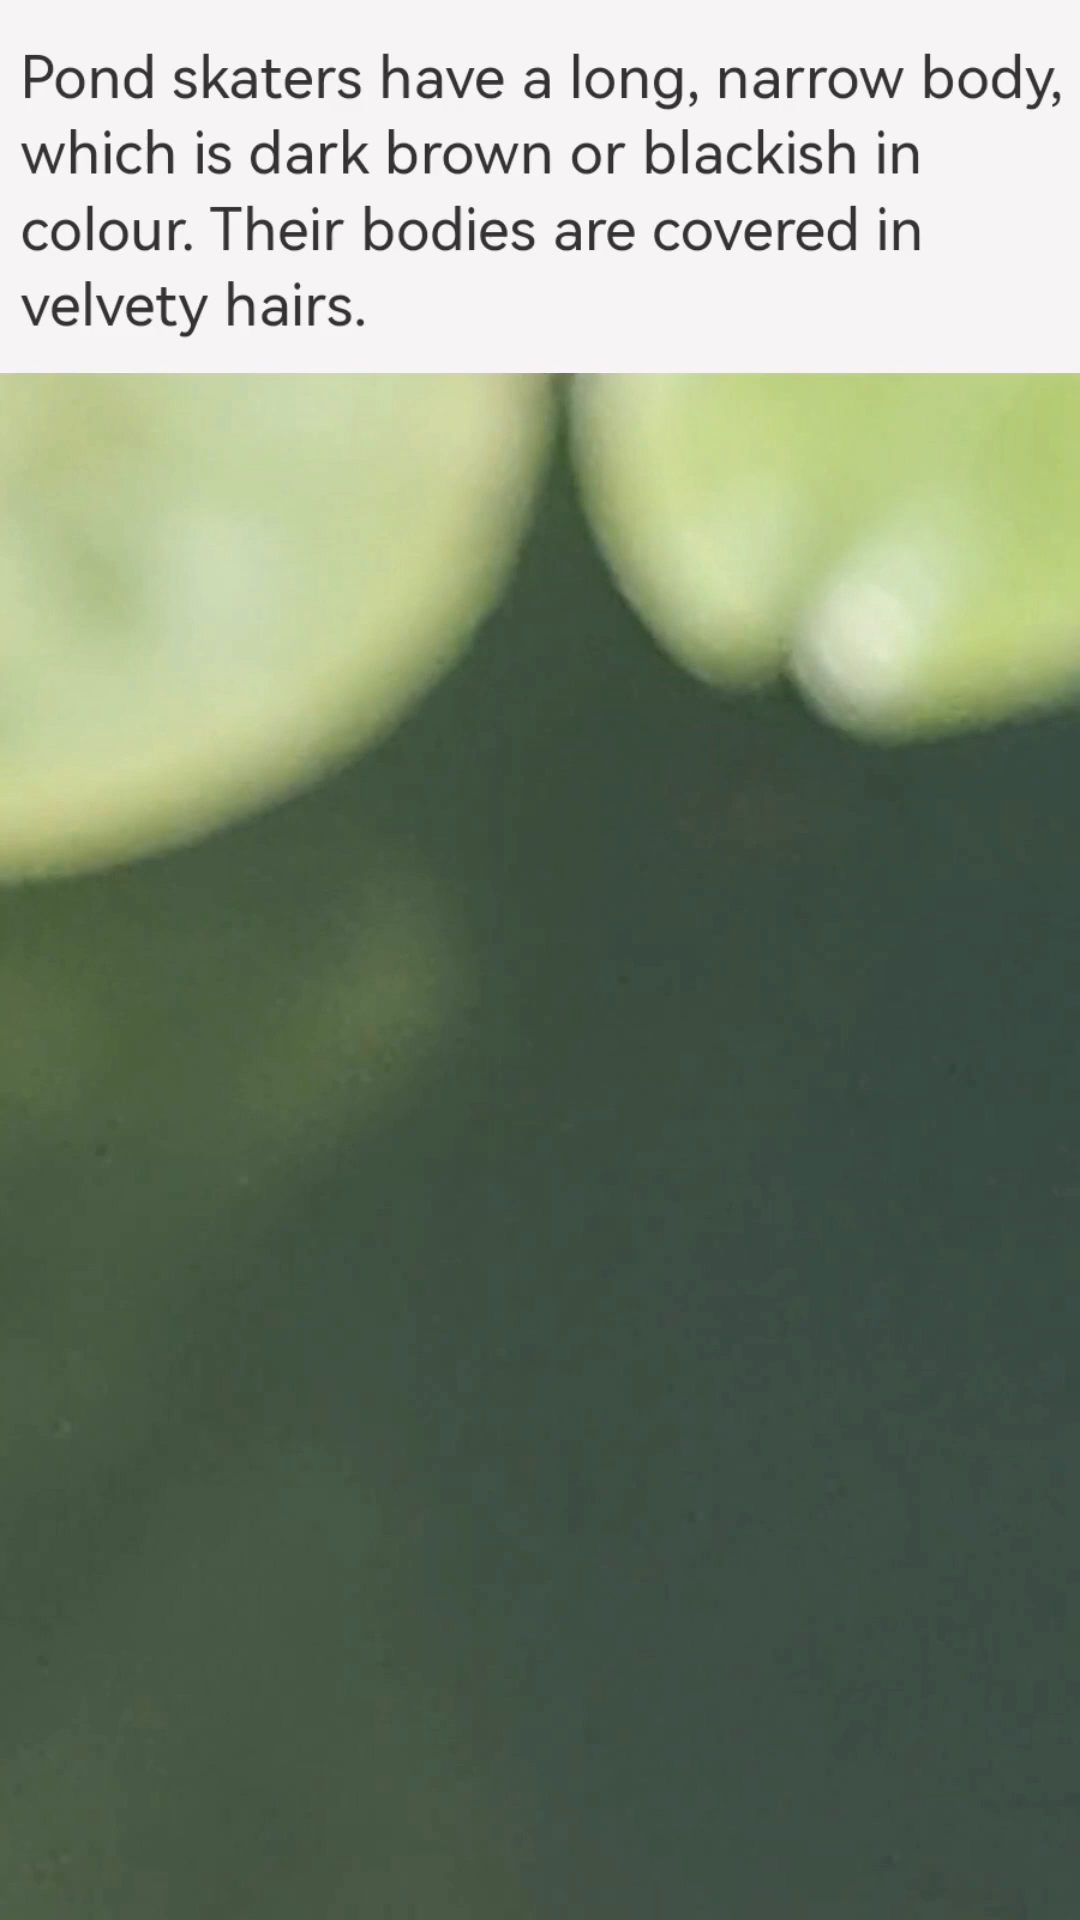 Pond skaters have a long, narrow body,
which is dark brown or blackish in
colour. Their bodies are covered in
velvety hairs.